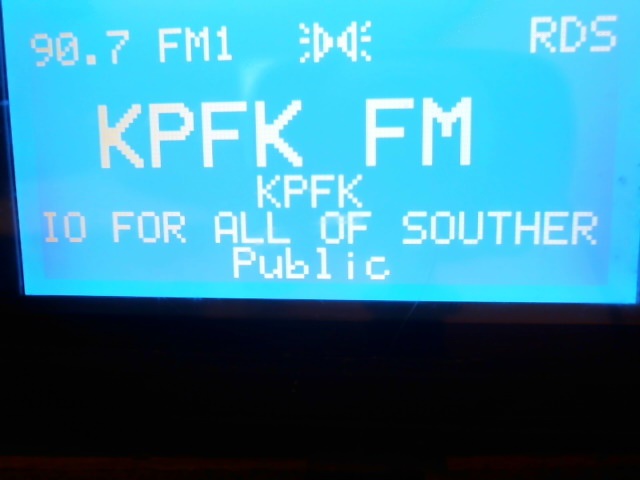 90.7 FM1 RDS
KPFK FM
KPFK
IO FOR ALL OF SOUTHER
Public